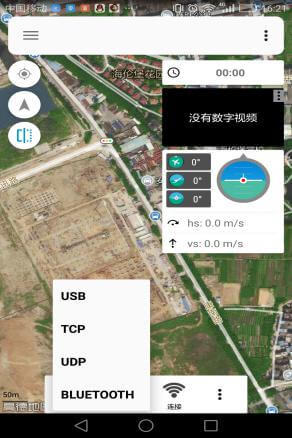 中国移动
16:21
海伦堡花园
00:00
没有数字视频
0°
0°
0°
hs: 0.0 m/s
vs: 0.0 m/s
USB
TCP
UDP
BLUETOOTH
连接
50m
高德地图